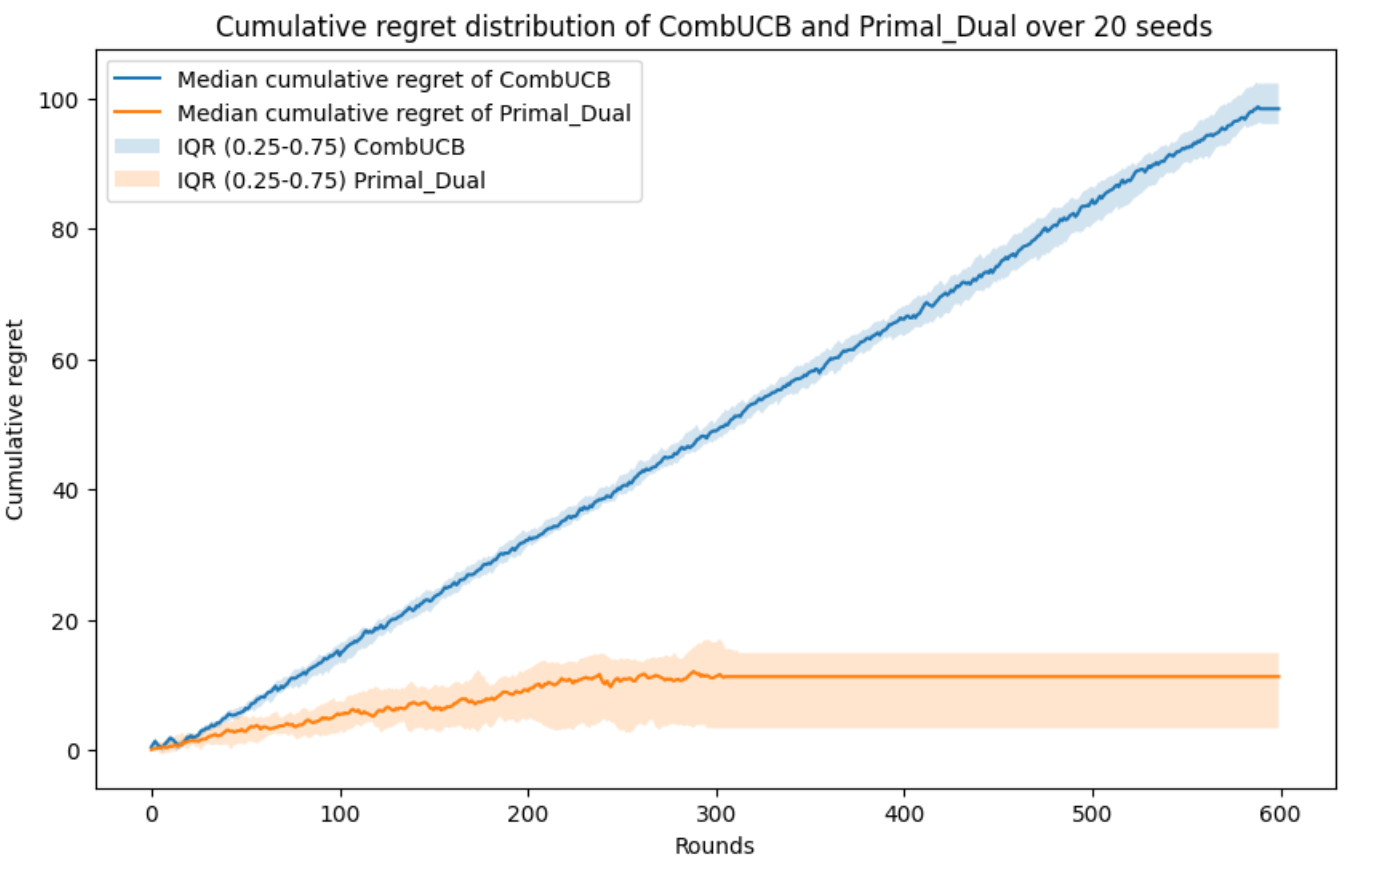 Cumulative regret distribution of CombUCB and Primal_Dual over 20 seeds
Median cumulative regret of CombUCB
Median cumulative regret of Primal_Dual
IQR (0.25-0.75) CombUCB
IQR (0.25-0.75) Primal_Dual
100
80
60
40
20
0
Cumulative regret
0 100 200 300 400 500 600
Rounds